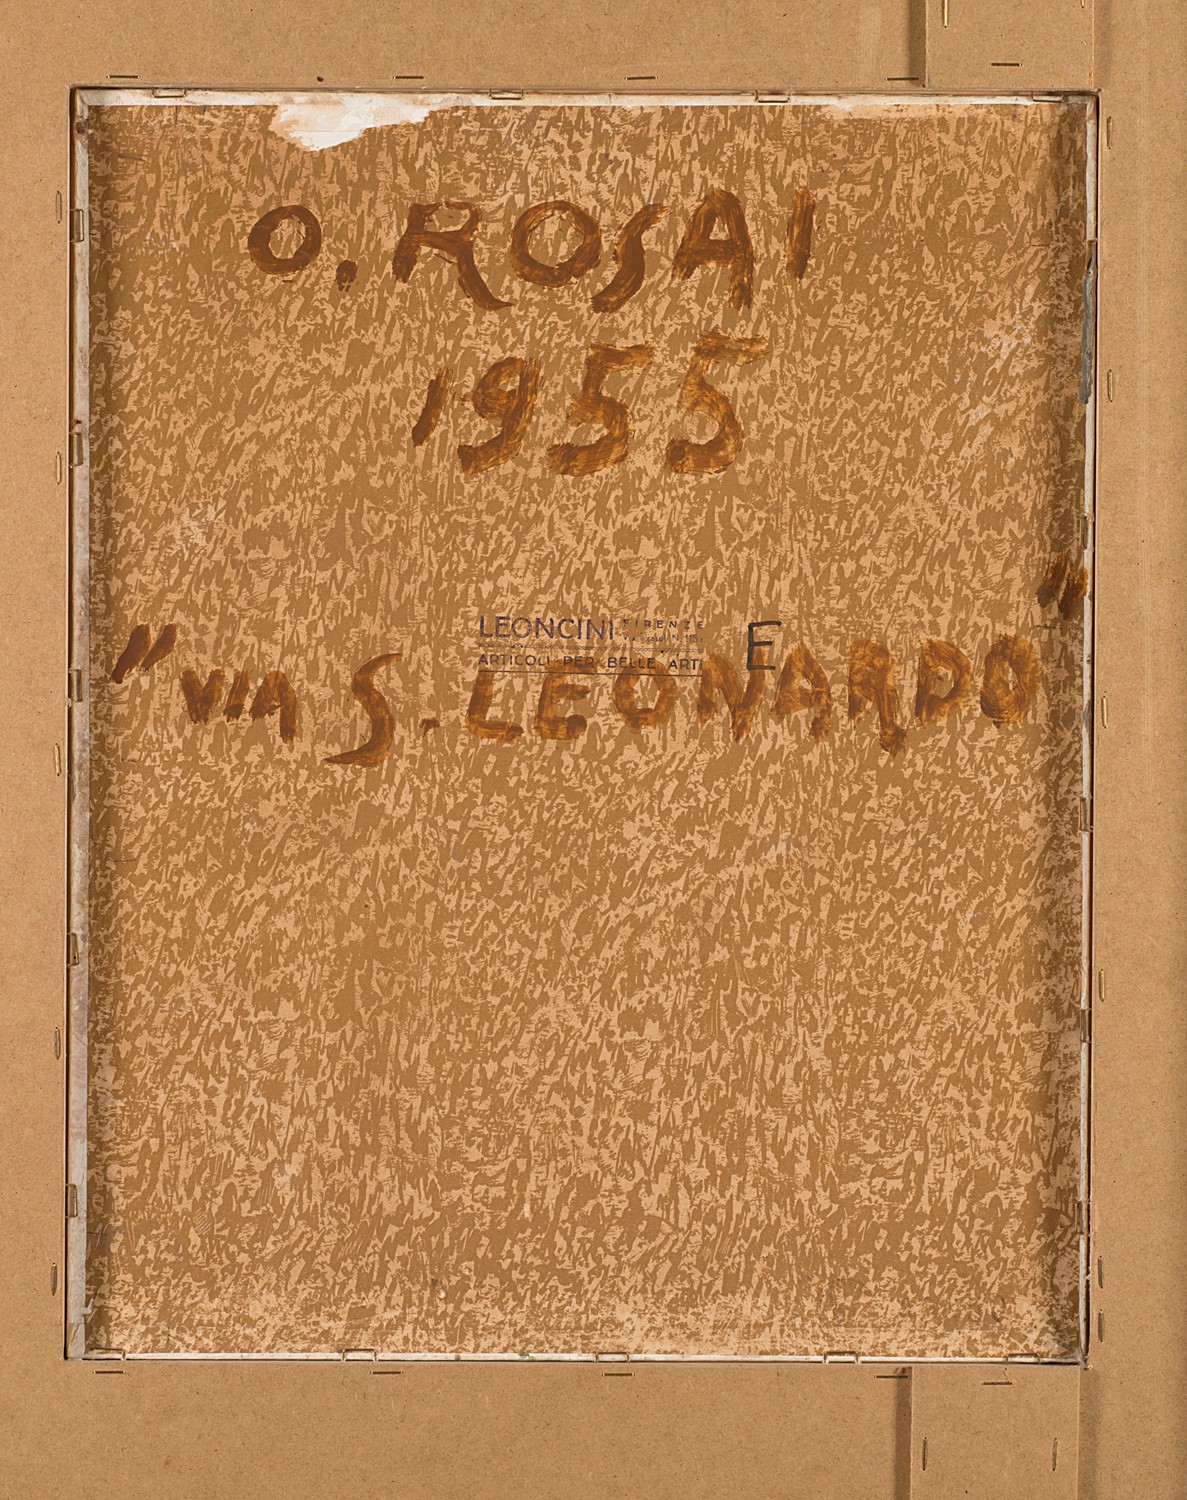 O. ROSAI
1955
LEONCINI FIRENZE
ARTICOLI PER BELLE ARTI
E
" VIA S. LEONARDO "